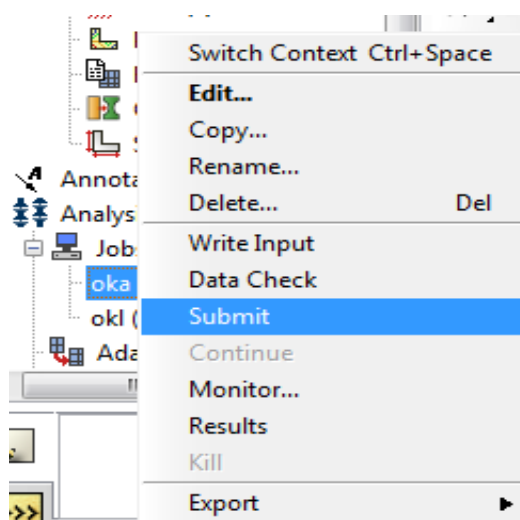 Switch Context Ctrl+Space
Edit...
Copy...
Rename...
Delete... Del
Annota
Analys
Write Input
Job
Data Check
oka
Submit
okl (
Continue
Ada
Monitor...
Results
Kill
Export
>>>